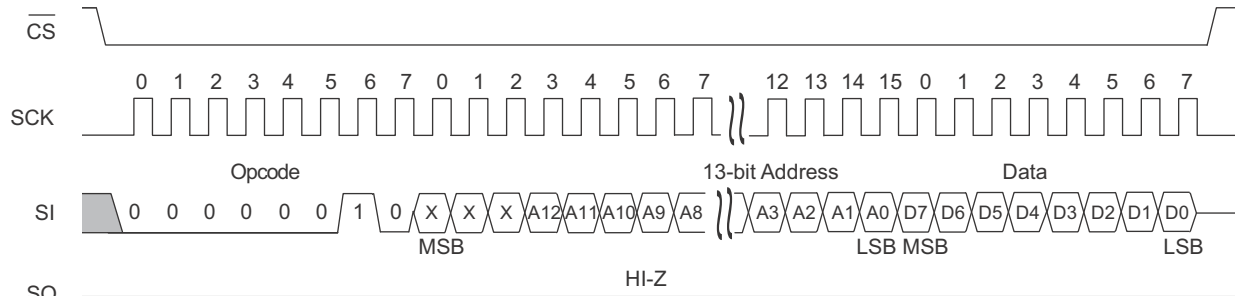 CS
0 1 2 3 4 5 6 7 0 1 2 3 4 5 6 7 12 13 14 15 0 1 2 3 4 5 6 7
SCK
Opcode 13-bit Address Data
SI 0 0 0 0 0 0 1 0 X X X A12 A11 A10 A9 A8 A3 A2 A1 A0 D7 D6 D5 D4 D3 D2 D1 D0
MSB LSB MSB LSB
HI-Z
SO